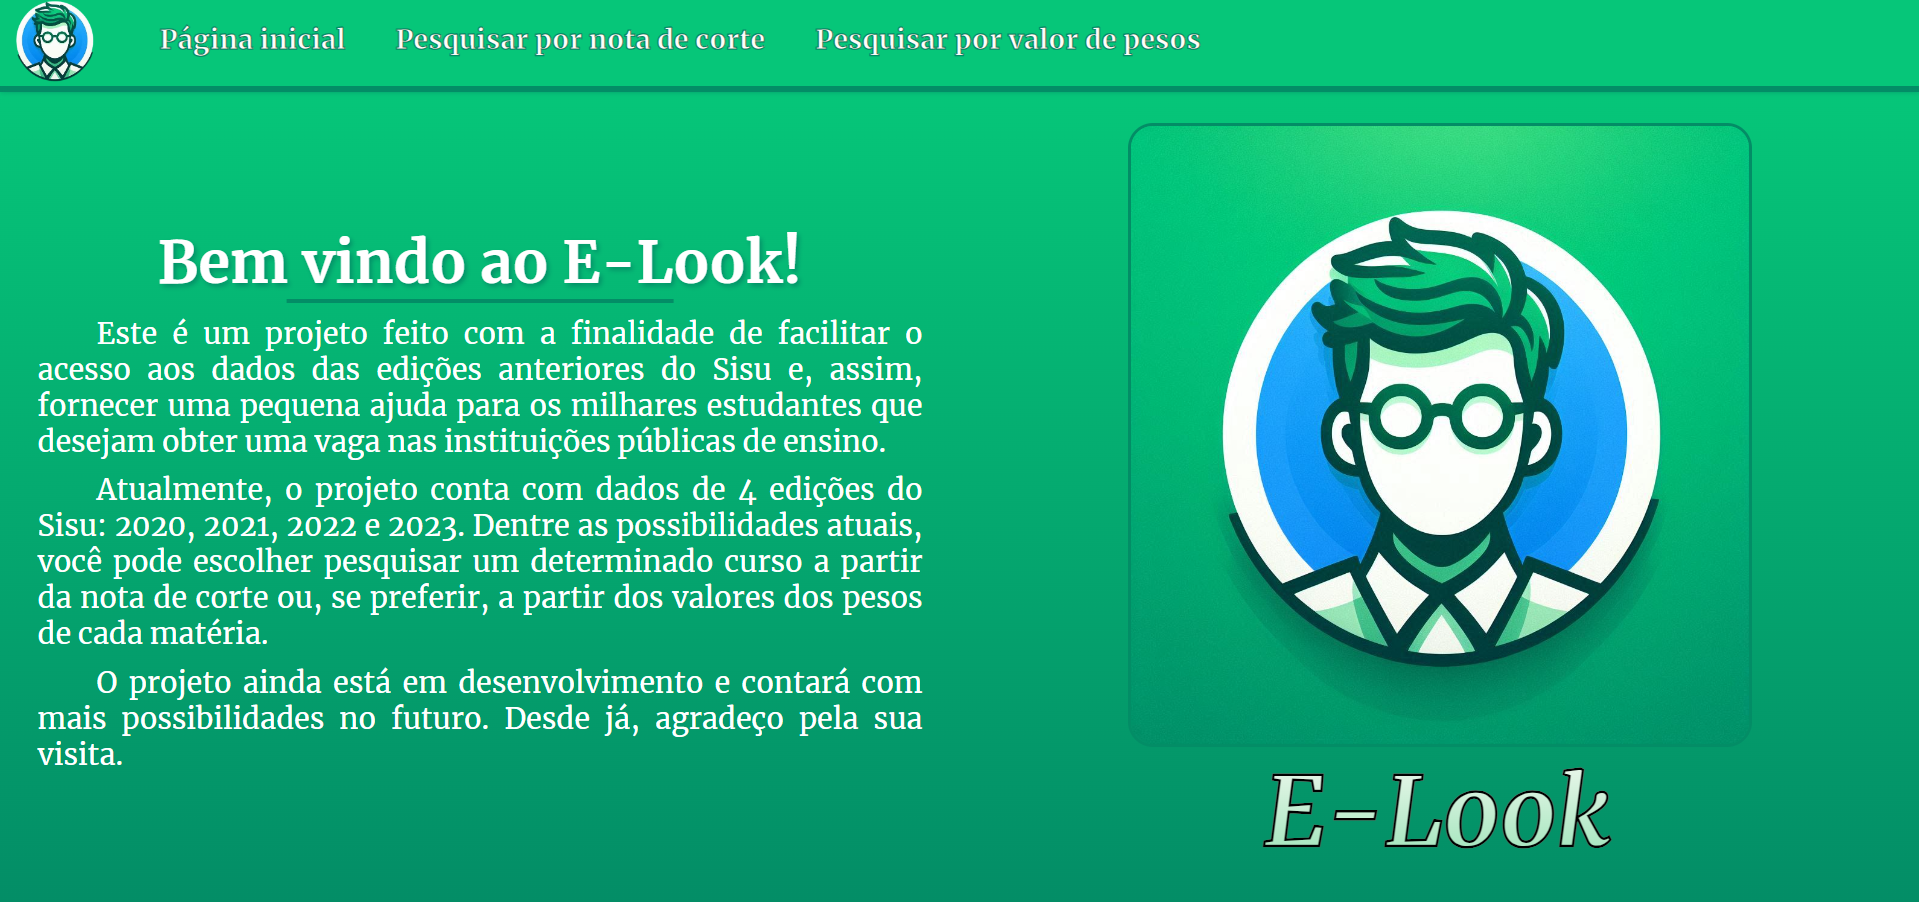 Página inicial
Pesquisar por nota de corte
Pesquisar por valor de pesos
Bem vindo ao E-Look!
Este é um projeto feito com a finalidade de facilitar o
acesso aos dados das edições anteriores do Sisu e, assim,
fornecer uma pequena ajuda para os milhares estudantes que
desejam obter uma vaga nas instituições públicas de ensino.
Atualmente, o projeto conta com dados de 4 edições do
Sisu: 2020, 2021, 2022 e 2023. Dentre as possibilidades atuais,
você pode escolher pesquisar um determinado curso a partir
da nota de corte ou, se preferir, a partir dos valores dos pesos
de cada matéria.
O projeto ainda está em desenvolvimento e contará com
mais possibilidades no futuro. Desde já, agradeço pela sua
visita.
E-Look